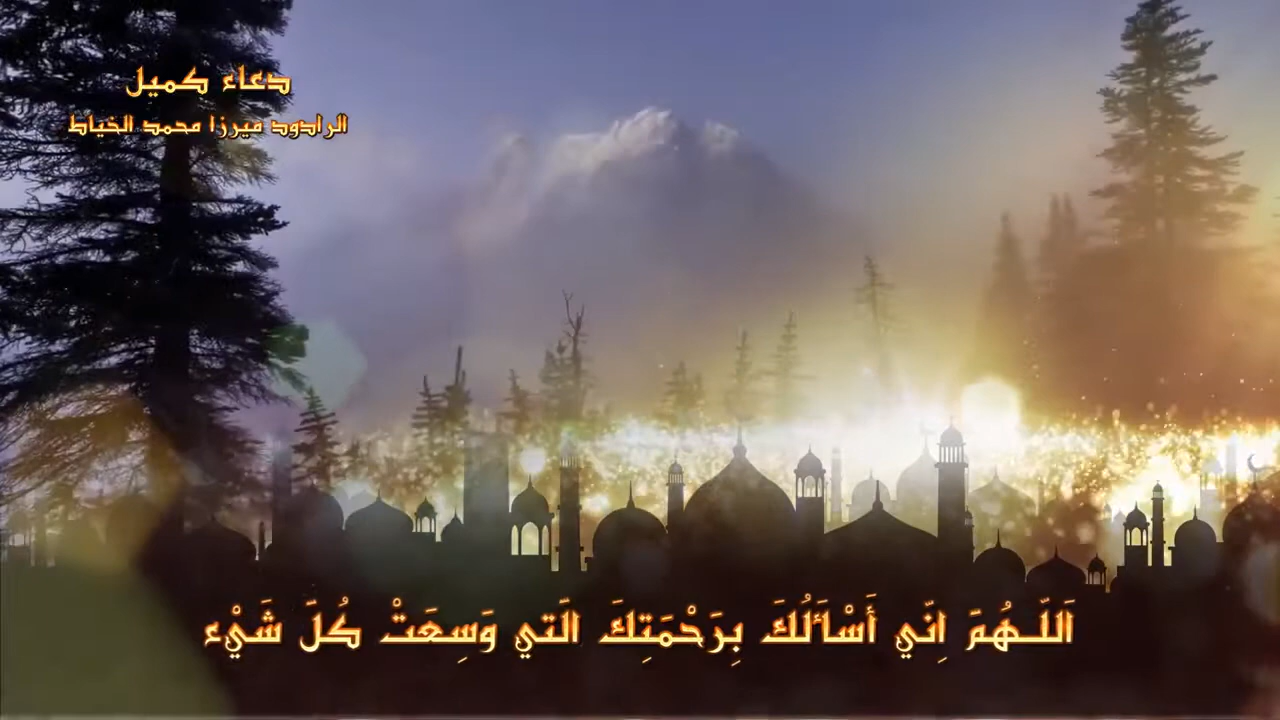 دعاء كميل
الرادود ميرزا محمد الخياط
اَللّـهُمَّ اِنّي أَسْأَلُكَ بِرَحْمَتِكَ الَّتي وَسِعَتْ كُلَّ شَيْء